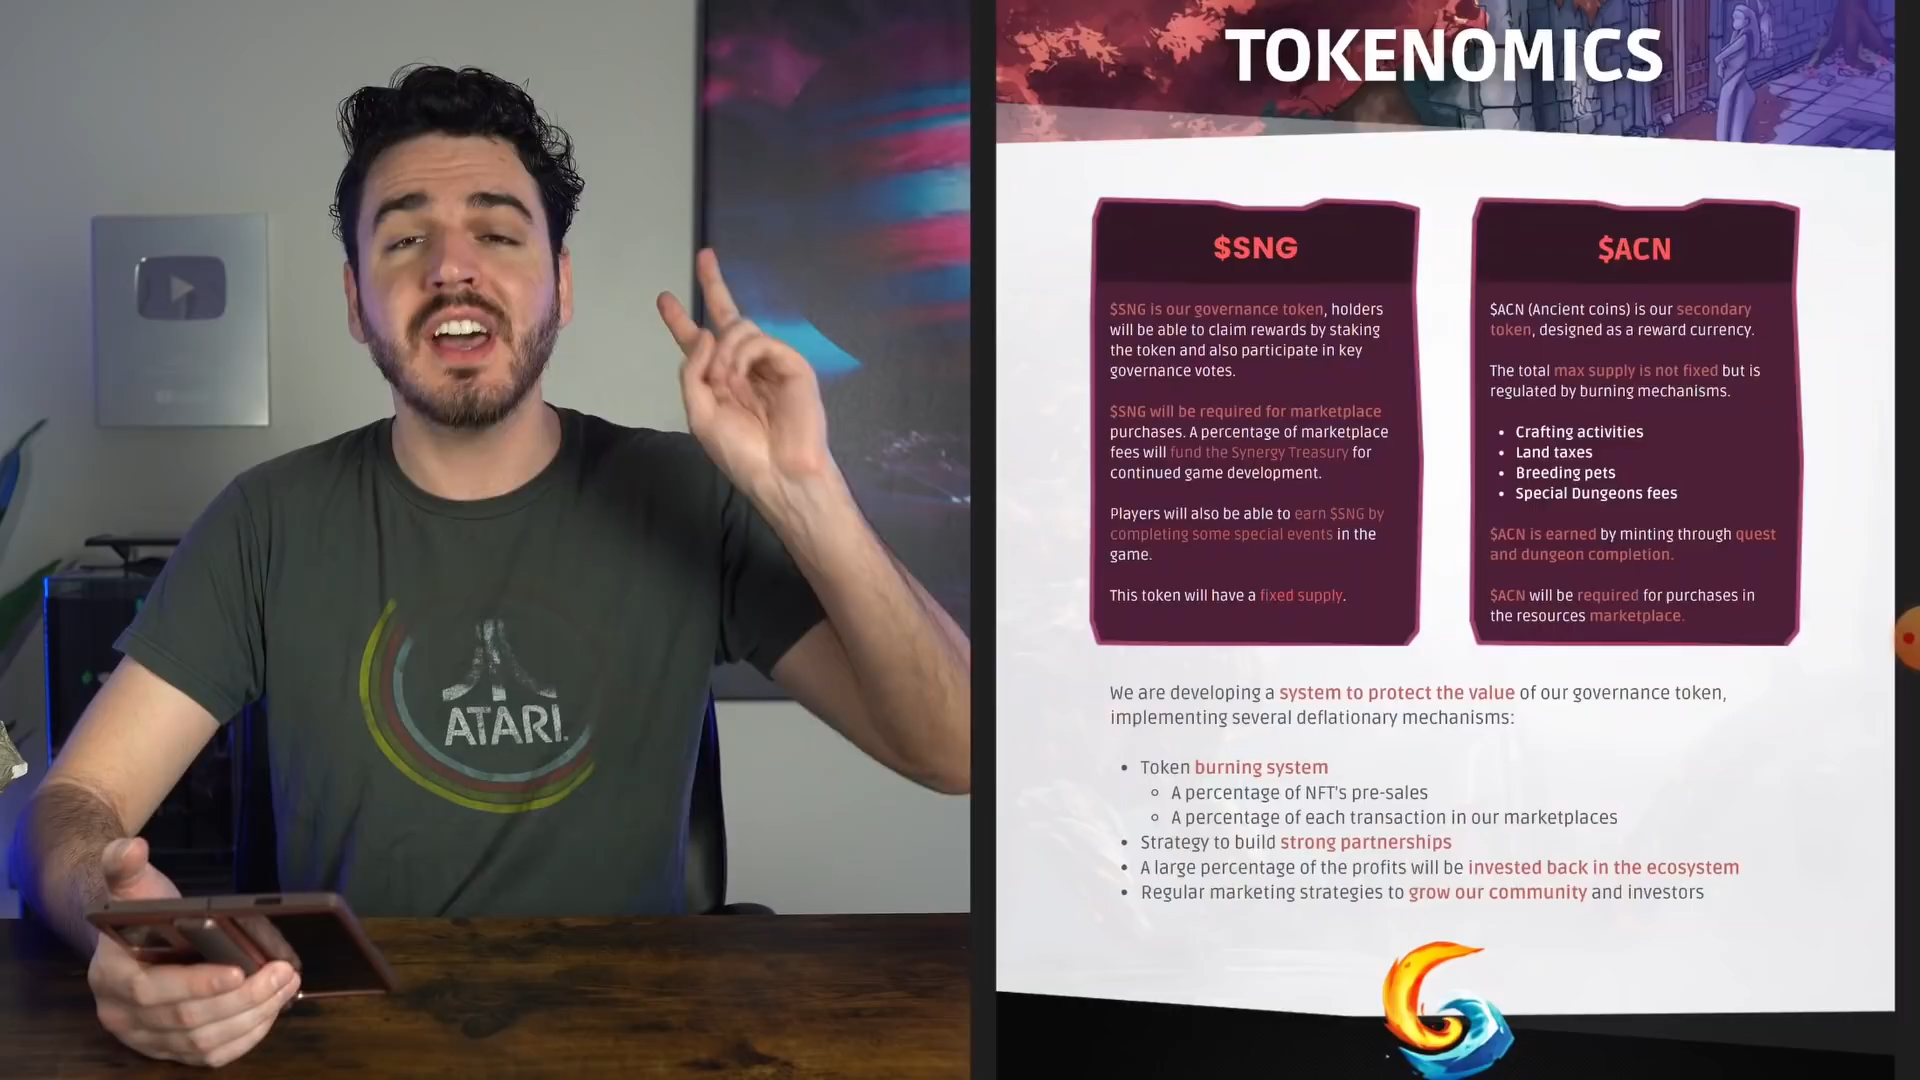 TOKENOMICS
$SNG
$SNG is our governance token, holders
will be able to claim rewards by staking
the token and also participate in key
governance votes.
$SNG will be required for marketplace
purchases. A percentage of marketplace
fees will fund the Synergy Treasury for
continued game development.
Players will also be able to earn $SNG by
completing some special events in the
game.
This token will have a fixed supply.
$ACN
$ACN (Ancient coins) is our secondary
token, designed as a reward currency.
The total max supply is not fixed but is
regulated by burning mechanisms.
• Crafting activities
• Land taxes
• Breeding pets
• Special Dungeons fees
$ACN is earned by minting through quest
and dungeon completion.
$ACN will be required for purchases in
the resources marketplace.
We are developing a system to protect the value of our governance token,
implementing several deflationary mechanisms:
• Token burning system
◦ A percentage of NFT's pre-sales
◦ A percentage of each transaction in our marketplaces
• Strategy to build strong partnerships
• A large percentage of the profits will be invested back in the ecosystem
• Regular marketing strategies to grow our community and investors
ATARI